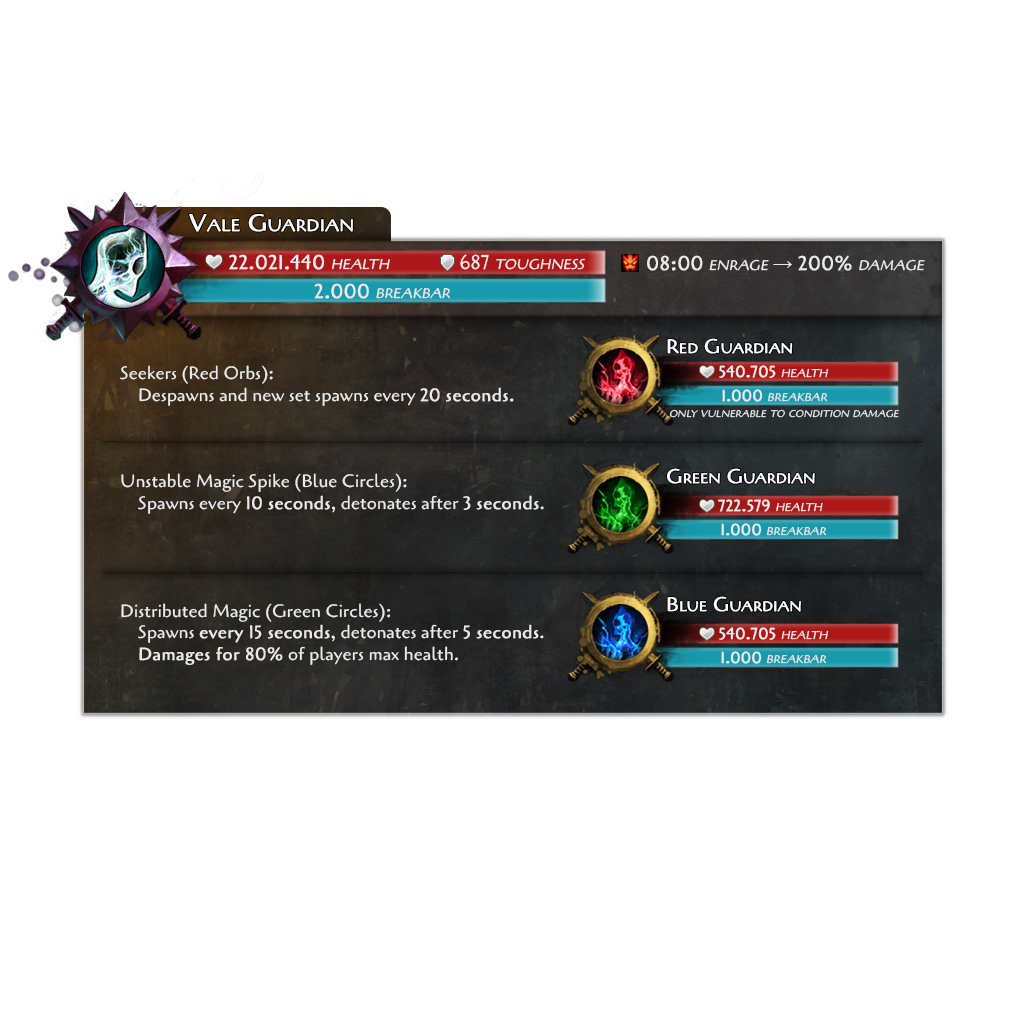 Vale Guardian
22.021.440 HEALTH 687 TOUGHNESS 08:00 ENRAGE → 200% DAMAGE
2.000 BREAKBAR
Seekers (Red Orbs):
Despawns and new set spawns every 20 seconds.
Red Guardian
540.705 HEALTH
1.000 BREAKBAR
ONLY VULNERABLE TO CONDITION DAMAGE
Unstable Magic Spike (Blue Circles):
Spawns every 10 seconds, detonates after 3 seconds.
Green Guardian
722.579 HEALTH
1.000 BREAKBAR
Distributed Magic (Green Circles):
Spawns every 15 seconds, detonates after 5 seconds.
Damages for 80% of players max health.
Blue Guardian
540.705 HEALTH
1.000 BREAKBAR